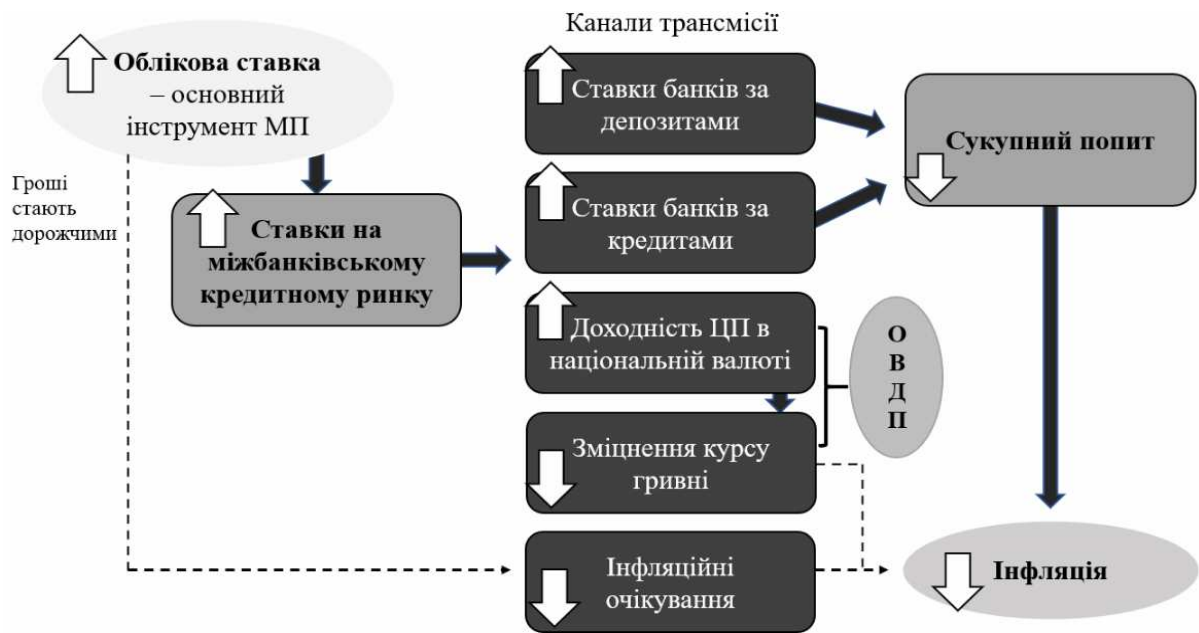 Канали трансмісії
Облікова ставка
– основний
інструмент МП
Гроші
стають
дорожчими
Ставки на
міжбанківському
кредитному ринку
Ставки банків за
депозитами
Ставки банків за
кредитами
Доходність ЦП в
національній валюті
Зміцнення курсу
гривні
Інфляційні
очікування
О
В
Д
П
Сукупний попит
Інфляція